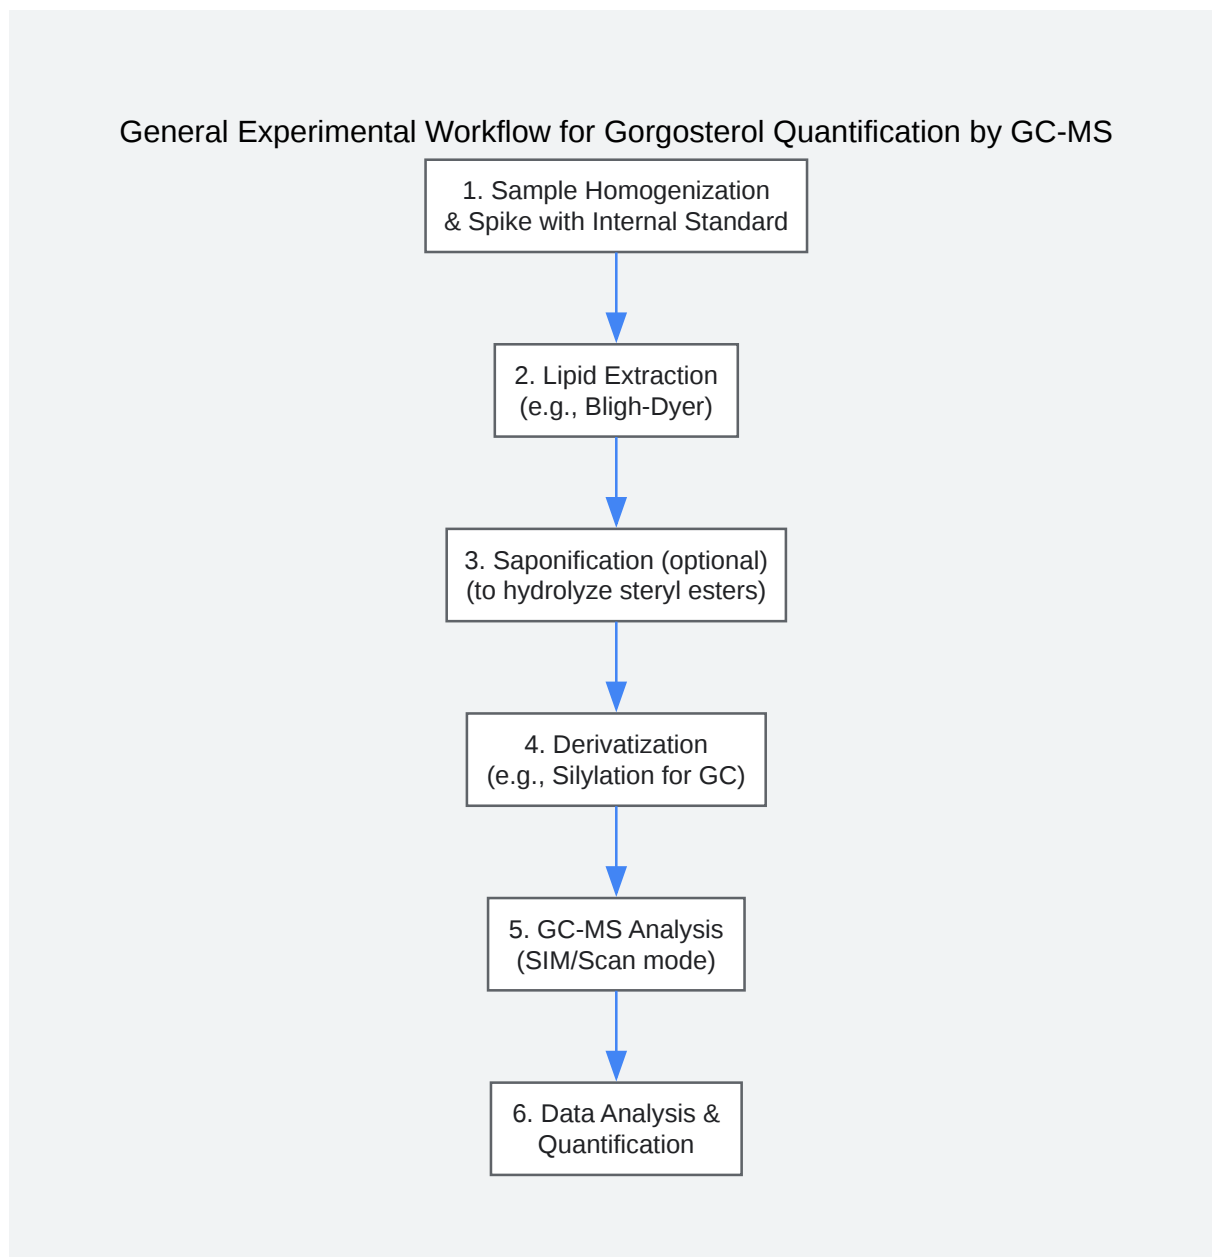 General Experimental Workflow for Gorgosterol Quantification by GC-MS
1. Sample Homogenization
& Spike with Internal Standard
2. Lipid Extraction
(e.g., Bligh-Dyer)
3. Saponification (optional)
(to hydrolyze steryl esters)
4. Derivatization
(e.g., Silylation for GC)
5. GC-MS Analysis
(SIM/Scan mode)
6. Data Analysis &
Quantification